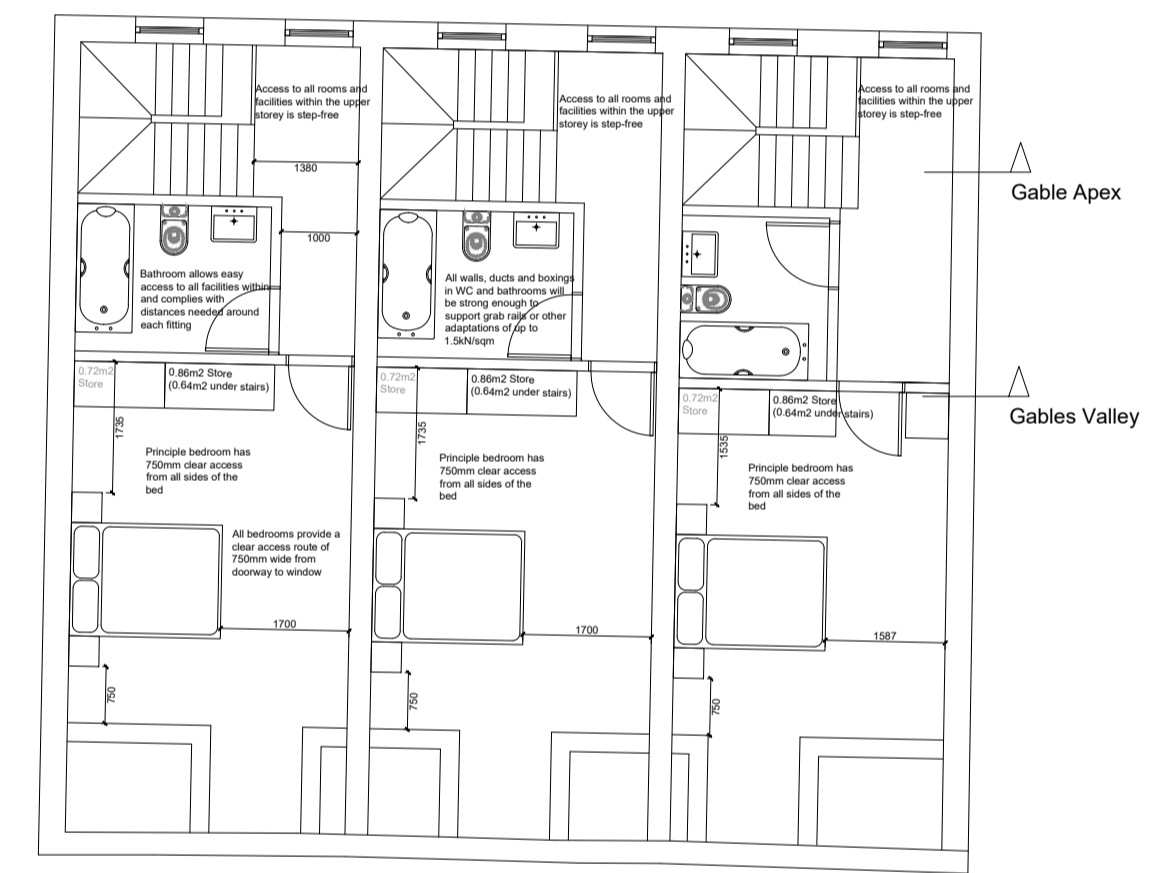 Access to all rooms and
facilities within the upper
storey is step-free
Access to all rooms and
facilities within the upper
storey is step-free
Access to all rooms and
facilities within the upper
storey is step-free
1380
Gable Apex
1000
Bathroom allows easy
access to all facilities within
and complies with
distances needed around
each fitting
All walls, ducts and boxings
in WC and bathrooms will
be strong enough to
support grab rails or other
adaptations of up to
1.5kN/sqm
0.72m2
Store
0.86m2 Store
(0.64m2 under stairs)
0.72m2
Store
0.86m2 Store
(0.64m2 under stairs)
0.72m2
Store
0.86m2 Store
(0.64m2 under stairs)
Gables Valley
1735
1735
1535
Principle bedroom has
750mm clear access
from all sides of the
bed
Principle bedroom has
750mm clear access
from all sides of the
bed
Principle bedroom has
750mm clear access
from all sides of the
bed
All bedrooms provide a
clear access route of
750mm wide from
doorway to window
1700
1700
1587
750
750
750